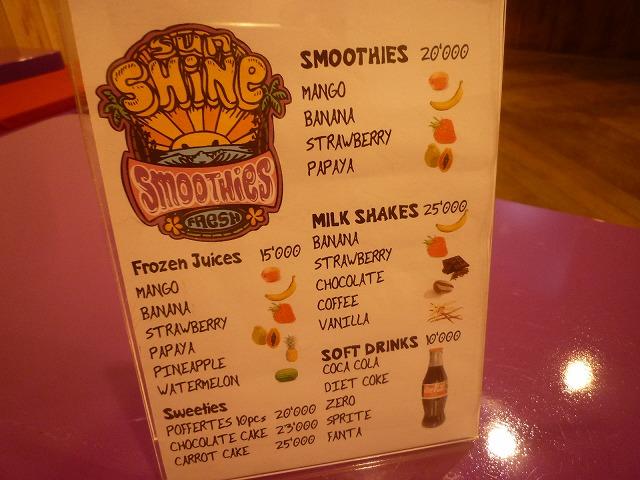 Sun
Shine
Smoothies
Fresh
Frozen Juices 15'000
MANGO
BANANA
STRAWBERRY
PAPAYA
PINEAPPLE
WATERMELON
Sweeties
POFFERTES 10pcs 20'000
CHOCOLATE CAKE 23'000
CARROT CAKE 25'000
SMOOTHIES 20'000
MANGO
BANANA
STRAWBERRY
PAPAYA
MILK SHAKES 25'000
BANANA
STRAWBERRY
CHOCOLATE
COFFEE
VANILLA
SOFT DRINKS 10'000
COCA COLA
DIET COKE
ZERO
SPRITE
FANTA